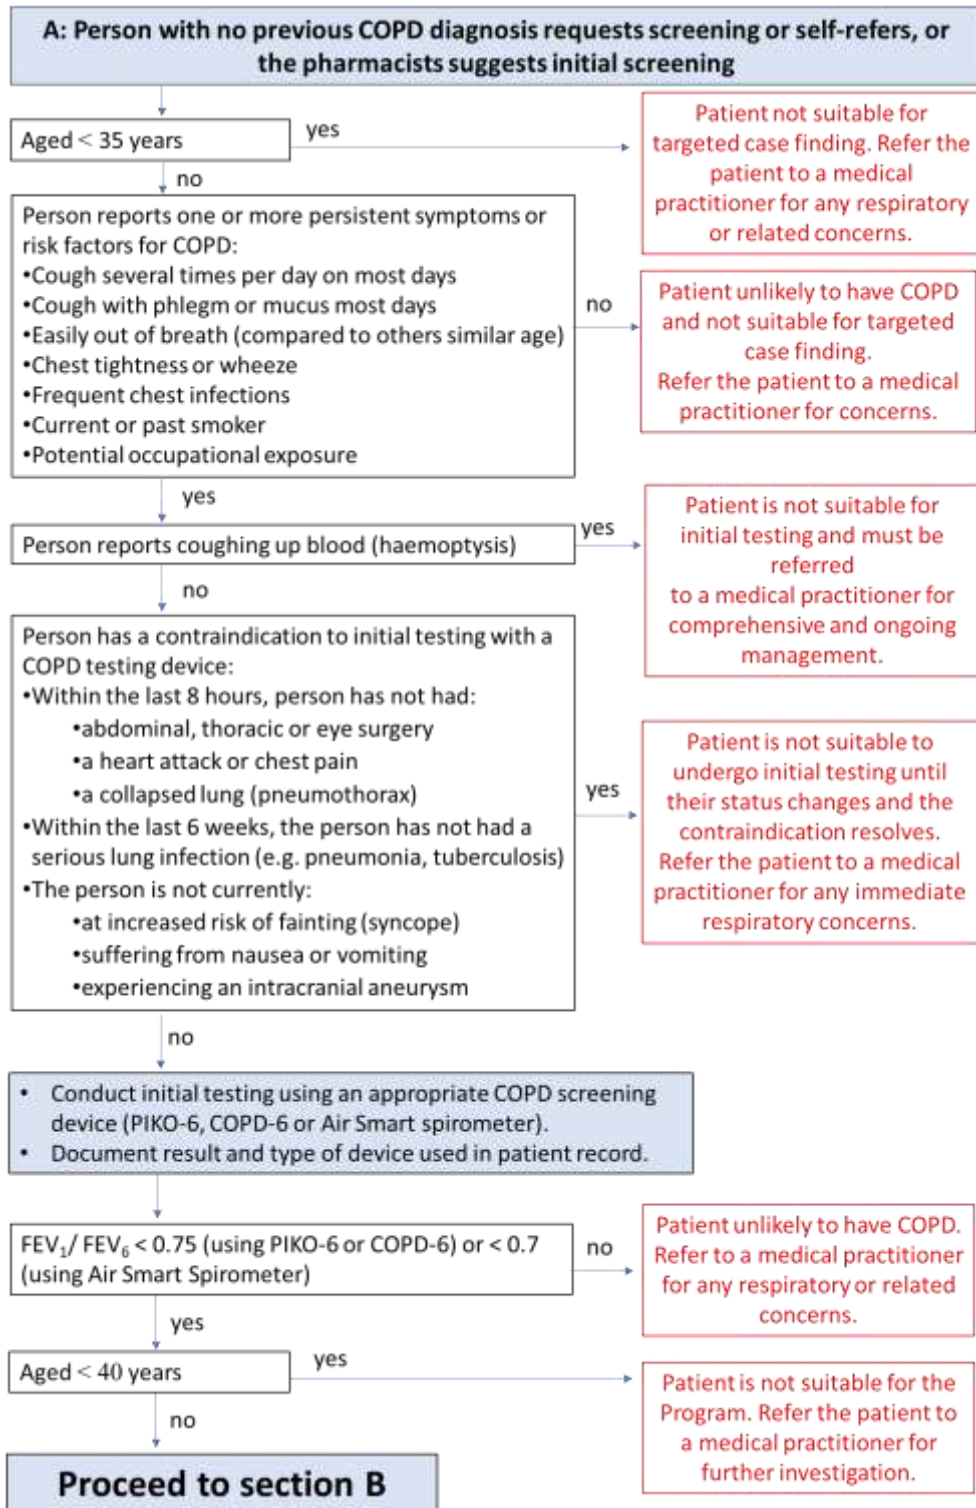 A: Person with no previous COPD diagnosis requests screening or self-refers, or
the pharmacists suggests initial screening
Aged < 35 years
yes
Patient not suitable for
targeted case finding. Refer the
patient to a medical
practitioner for any respiratory
or related concerns.
no
Person reports one or more persistent symptoms or
risk factors for COPD:
•Cough several times per day on most days
•Cough with phlegm or mucus most days
•Easily out of breath (compared to others similar age)
•Chest tightness or wheeze
•Frequent chest infections
•Current or past smoker
•Potential occupational exposure
no
Patient unlikely to have COPD
and not suitable for targeted
case finding.
Refer the patient to a medical
practitioner for concerns.
yes
Person reports coughing up blood (haemoptysis)
yes
Patient is not suitable for
initial testing and must be
referred
to a medical practitioner for
comprehensive and ongoing
management.
no
Person has a contraindication to initial testing with a
COPD testing device:
•Within the last 8 hours, person has not had:
•abdominal, thoracic or eye surgery
•a heart attack or chest pain
•a collapsed lung (pneumothorax)
•Within the last 6 weeks, the person has not had a
serious lung infection (e.g. pneumonia, tuberculosis)
•The person is not currently:
•at increased risk of fainting (syncope)
•suffering from nausea or vomiting
•experiencing an intracranial aneurysm
yes
Patient is not suitable to
undergo initial testing until
their status changes and the
contraindication resolves.
Refer the patient to a medical
practitioner for any immediate
respiratory concerns.
no
• Conduct initial testing using an appropriate COPD screening
device (PIKO-6, COPD-6 or Air Smart spirometer).
• Document result and type of device used in patient record.
FEV₁/ FEV₆ < 0.75 (using PIKO-6 or COPD-6) or < 0.7
(using Air Smart Spirometer)
no
Patient unlikely to have COPD.
Refer to a medical practitioner
for any respiratory or related
concerns.
yes
Aged < 40 years
yes
Patient is not suitable for the
Program. Refer the patient to
a medical practitioner for
further investigation.
no
Proceed to section B